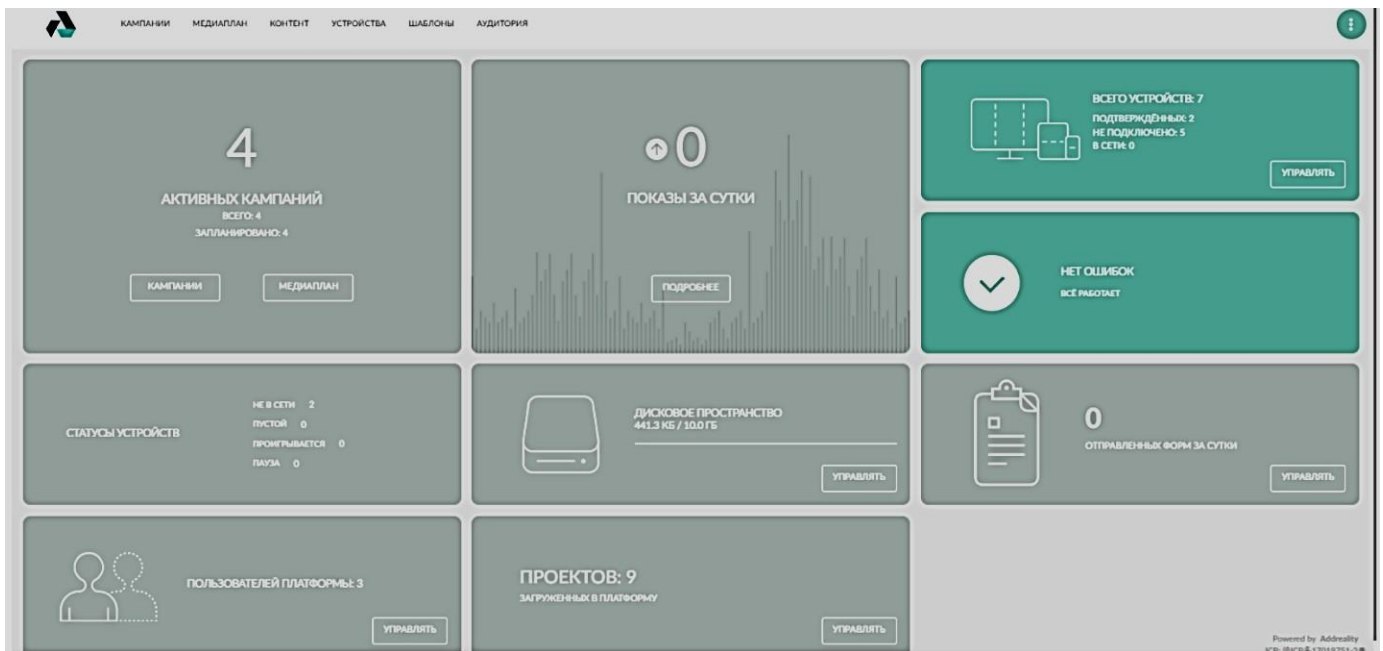 КАМПАНИИ МЕДИАПЛАН КОНТЕНТ УСТРОЙСТВА ШАБЛОНЫ АУДИТОРИЯ
4
АКТИВНЫХ КАМПАНИЙ
ВСЕГО: 4
ЗАПЛАНИРОВАНО: 4
КАМПАНИИ МЕДИАПЛАН
0
ПОКАЗЫ ЗА СУТКИ
ПОДРОБНЕЕ
ВСЕГО УСТРОЙСТВ: 7
ПОДТВЕРЖДЁННЫХ: 2
НЕ ПОДКЛЮЧЕНО: 5
В СЕТИ: 0
УПРАВЛЯТЬ
НЕТ ОШИБОК
ВСЁ РАБОТАЕТ
СТАТУСЫ УСТРОЙСТВ
НЕ В СЕТИ 2
ПУСТОЙ 0
ПРОИГРЫВАЕТСЯ 0
ПАУЗА 0
ДИСКОВОЕ ПРОСТРАНСТВО
441.3 КБ / 10.0 ГБ
УПРАВЛЯТЬ
0
ОТПРАВЛЕННЫХ ФОРМ ЗА СУТКИ
УПРАВЛЯТЬ
ПОЛЬЗОВАТЕЛЕЙ ПЛАТФОРМЫ: 3
УПРАВЛЯТЬ
ПРОЕКТОВ: 9
ЗАГРУЖЕННЫХ В ПЛАТФОРМУ
УПРАВЛЯТЬ
Powered by Addreality